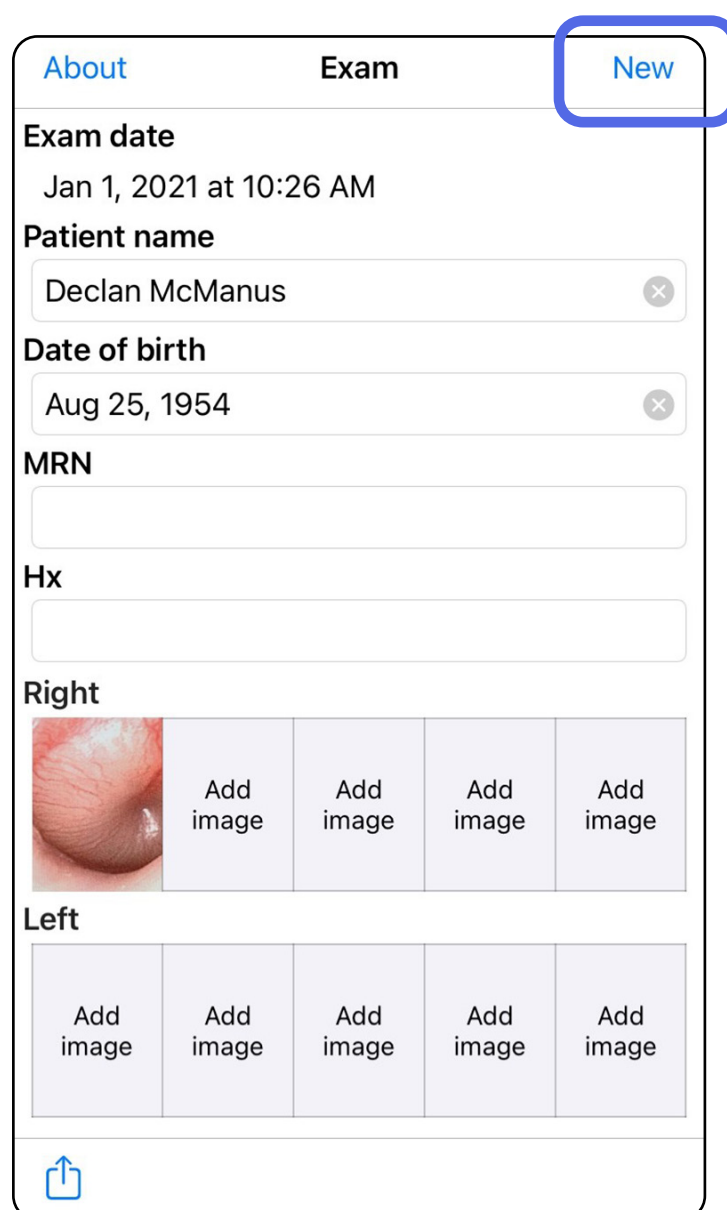 About Exam New
Exam date
Jan 1, 2021 at 10:26 AM
Patient name
Declan McManus
Date of birth
Aug 25, 1954
MRN
Hx
Right
Add Add Add Add
image image image image
Left
Add Add Add Add Add
image image image image image